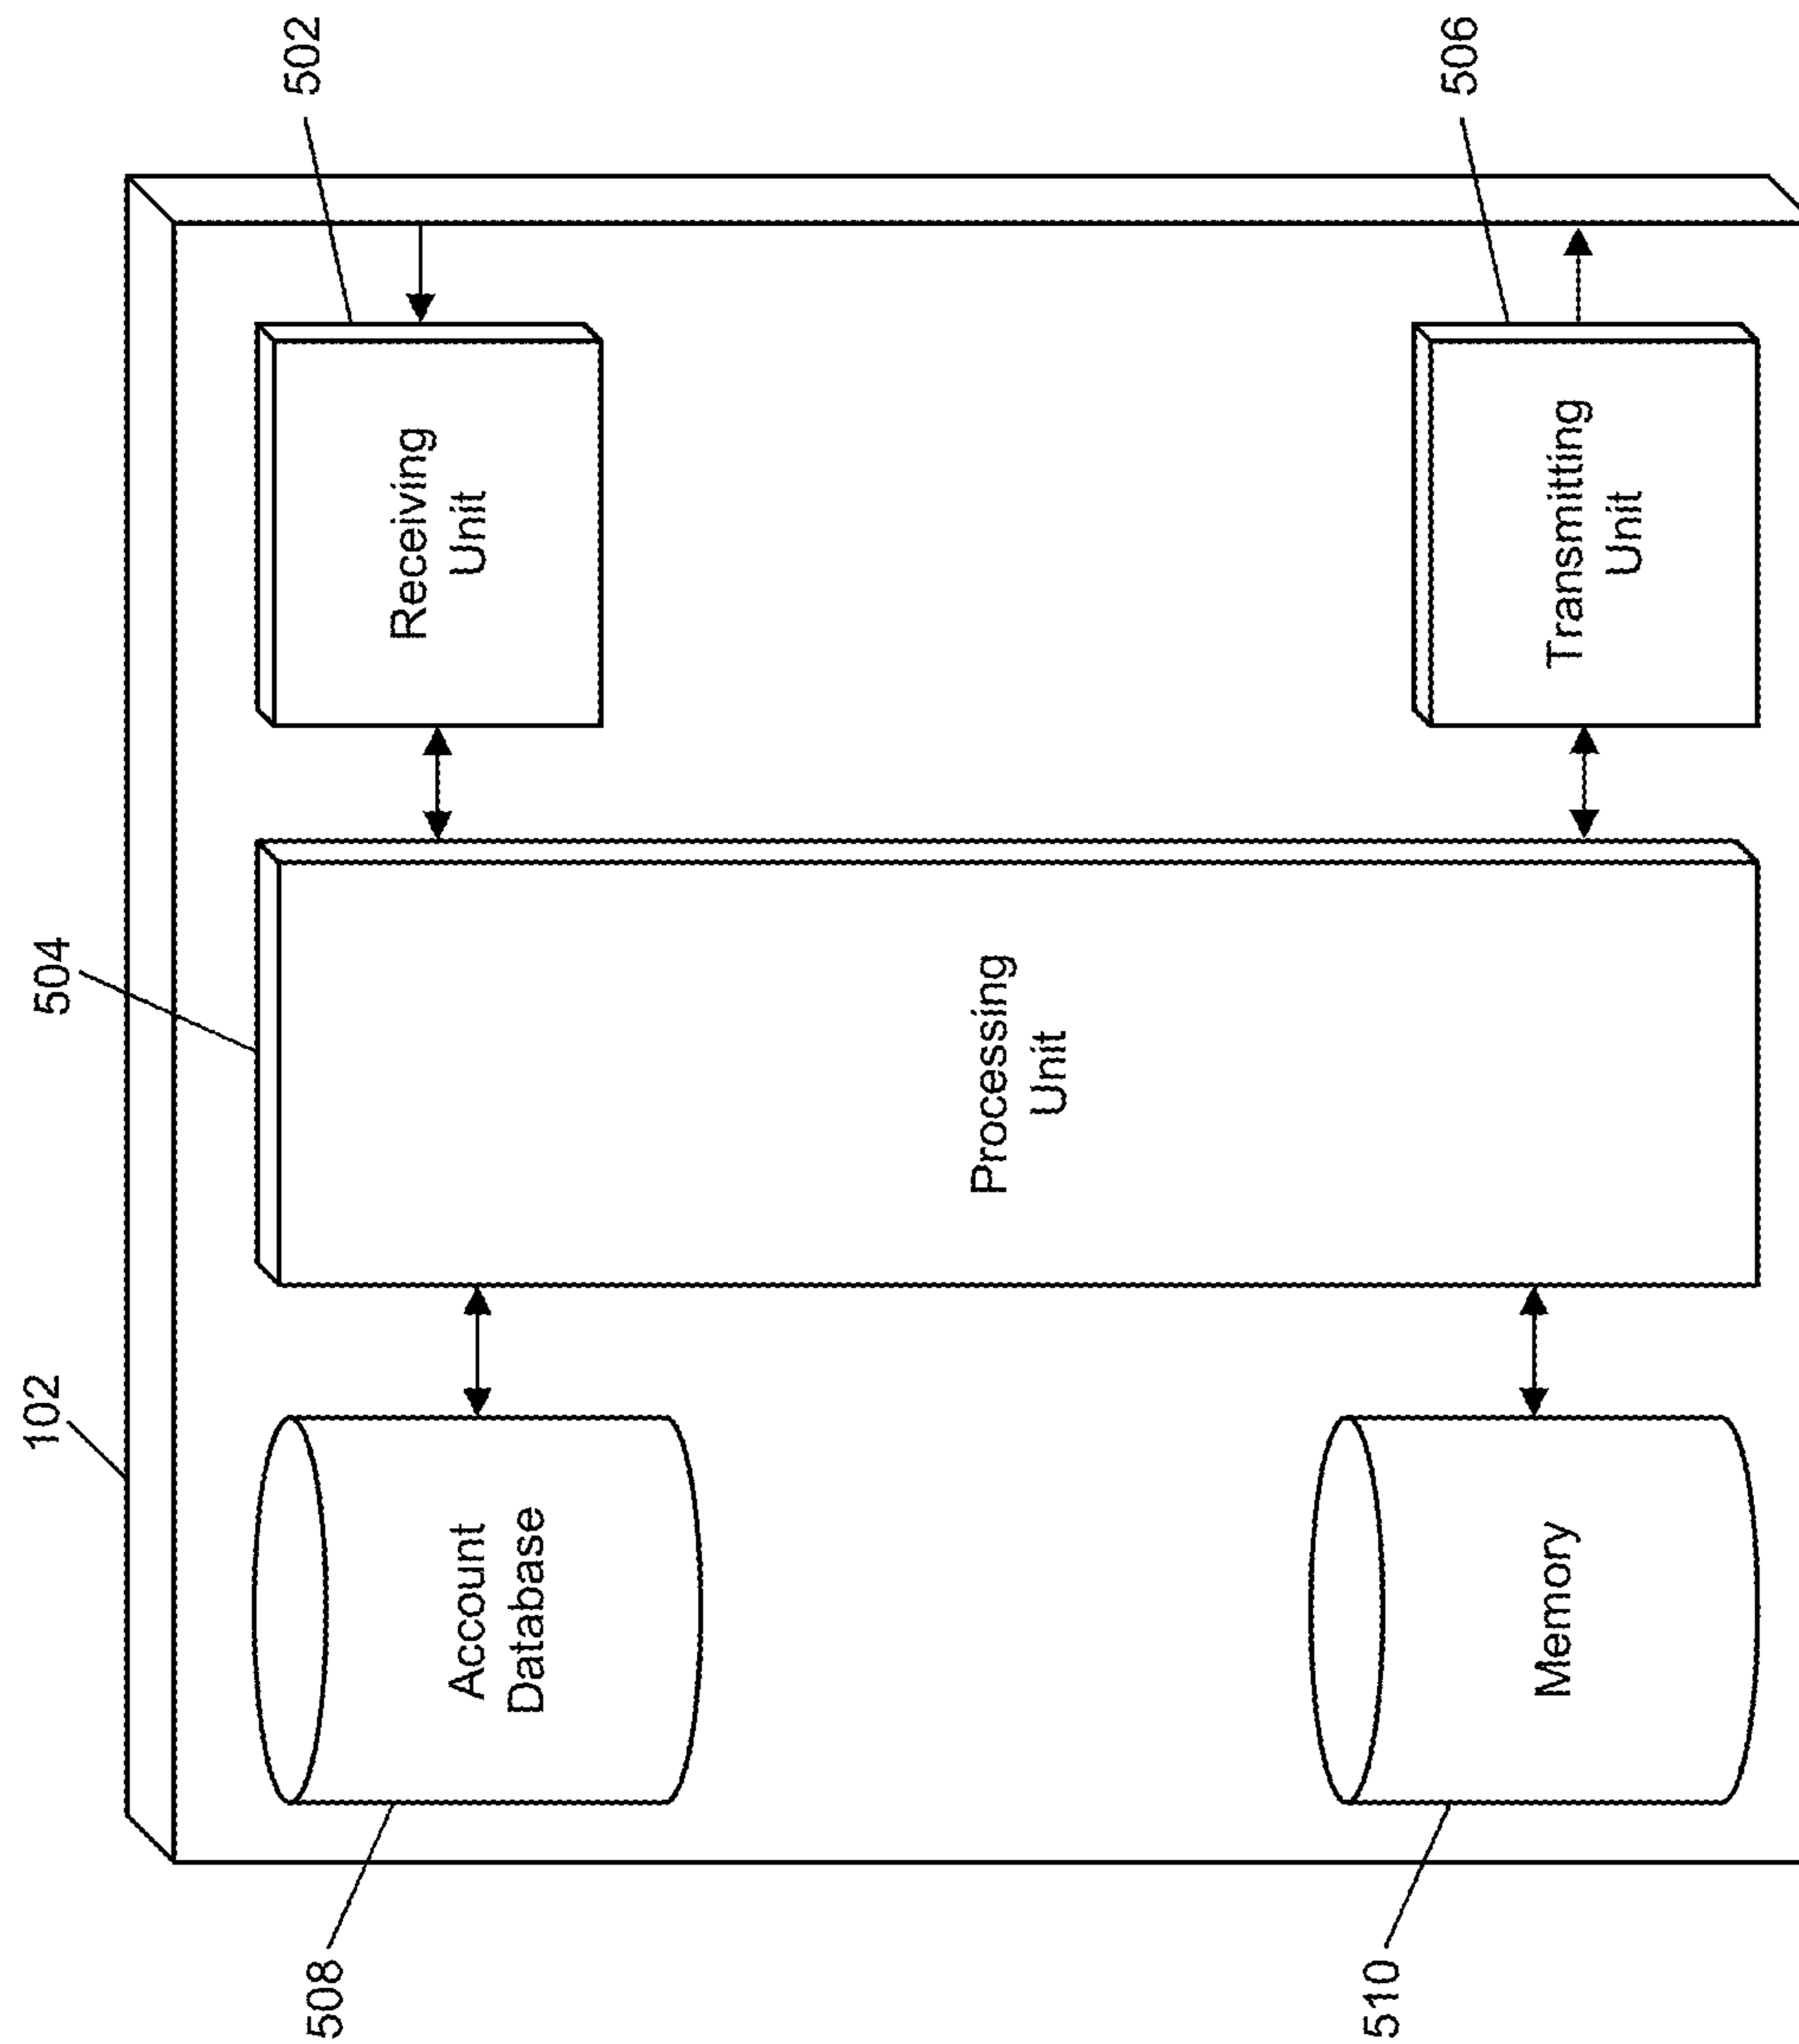 102
504
508
502
Account
Database
Receiving
Unit
Processing
Unit
510
506
Memory
Transmitting
Unit